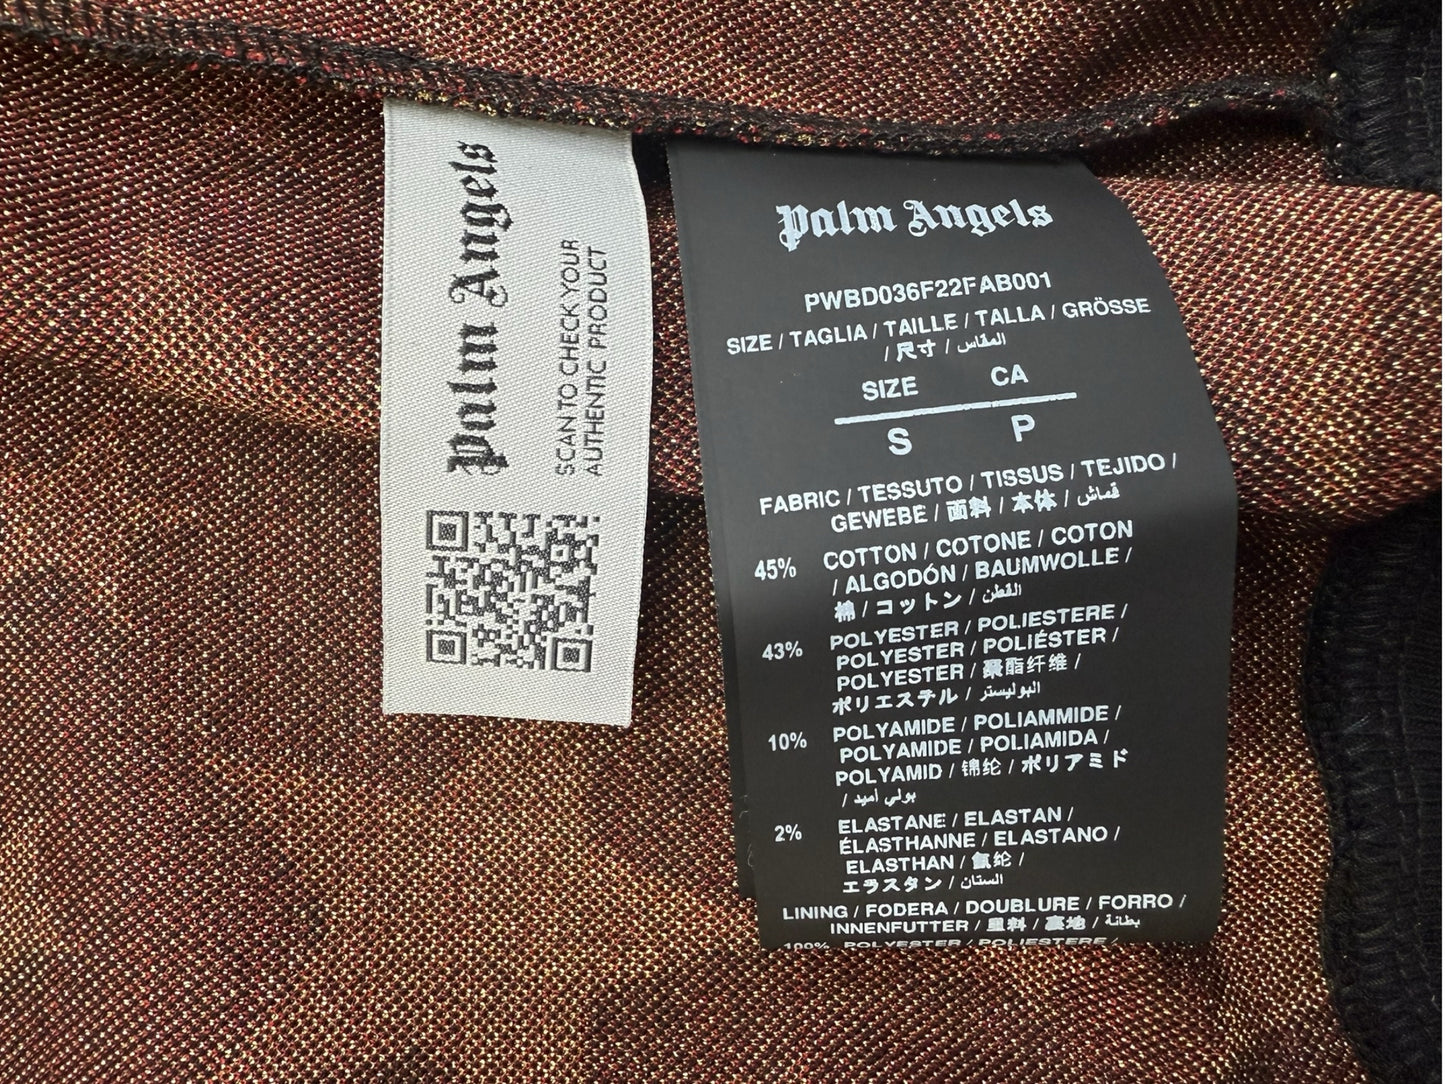 Palm Angels
SCAN TO CHECK YOUR
AUTHENTIC PRODUCT
Palm Angels
PWBD036F22FAB001
SIZE / TAGLIA / TAILLE / TALLA / GRÖSSE
/ 尺寸 / المقاس
SIZE CA
S P
FABRIC / TESSUTO / TISSUS / TEJIDO /
GEWEBE / 面料 / 本体 / قماش
45% COTTON / COTONE / COTON
/ ALGODÓN / BAUMWOLLE /
棉 / コットン / القطن
43% POLYESTER / POLIESTERE /
POLYESTER / POLIÉSTER /
POLYESTER / 聚酯纤维 /
ポリエステル / البوليستر
10% POLYAMIDE / POLIAMMIDE /
POLYAMIDE / POLIAMIDA /
POLYAMID / 锦纶 / ポリアミド
/ بولي أميد
2% ELASTANE / ELASTAN /
ÉLASTHANNE / ELASTANO /
ELASTHAN / 氨纶 /
エラスタン / الستان
LINING / FODERA / DOUBLURE / FORRO /
INNENFUTTER / 里料 / 裏地 / بطانة
100% POLYESTER / POLIESTERE /